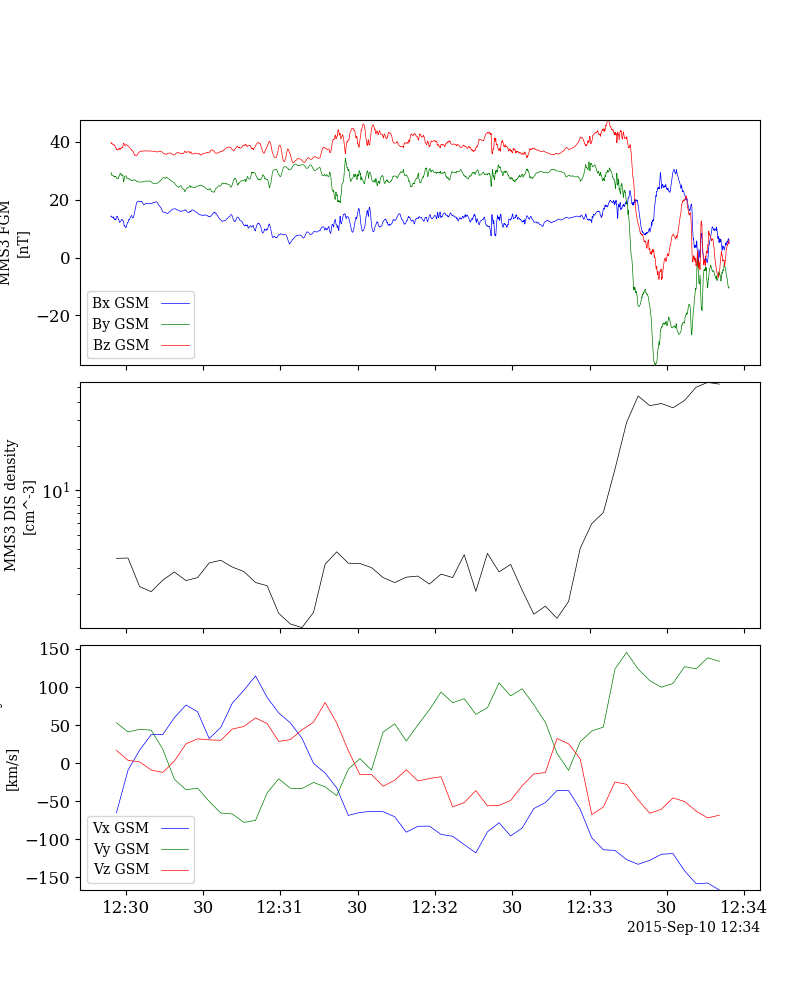 MMS3 FGM
[nT]
40
20
0
−20
Bx GSM
By GSM
Bz GSM
MMS3 DIS density
[cm^-3]
10^1
[km/s]
150
100
50
0
−50
−100
−150
Vx GSM
Vy GSM
Vz GSM
12:30 30 12:31 30 12:32 30 12:33 30 12:34
2015-Sep-10 12:34